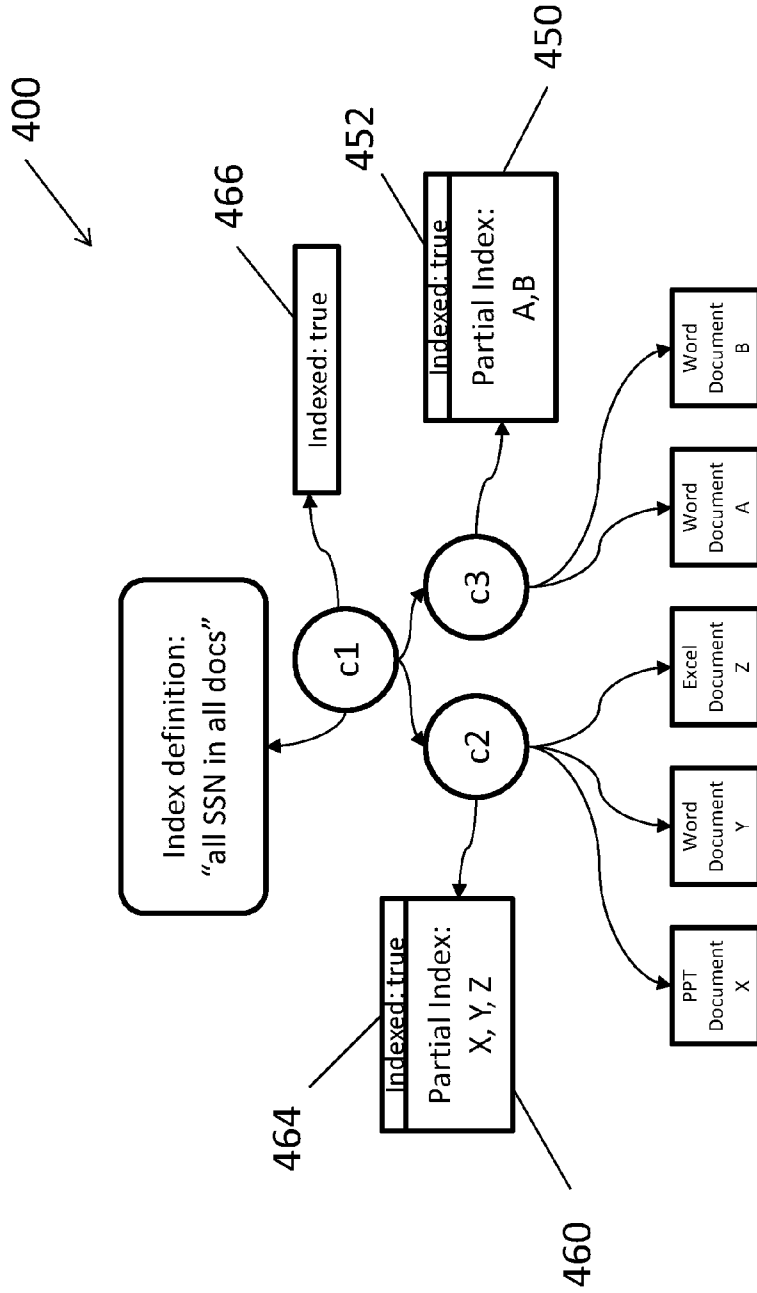 400
Index definition:
“all SSN in all docs”
466
Indexed: true
c1
452
464
Indexed: true
Partial Index:
X, Y, Z
460
c2
c3
Indexed: true
Partial Index:
A,B
450
PPT
Document
X
Word
Document
Y
Excel
Document
Z
Word
Document
A
Word
Document
B